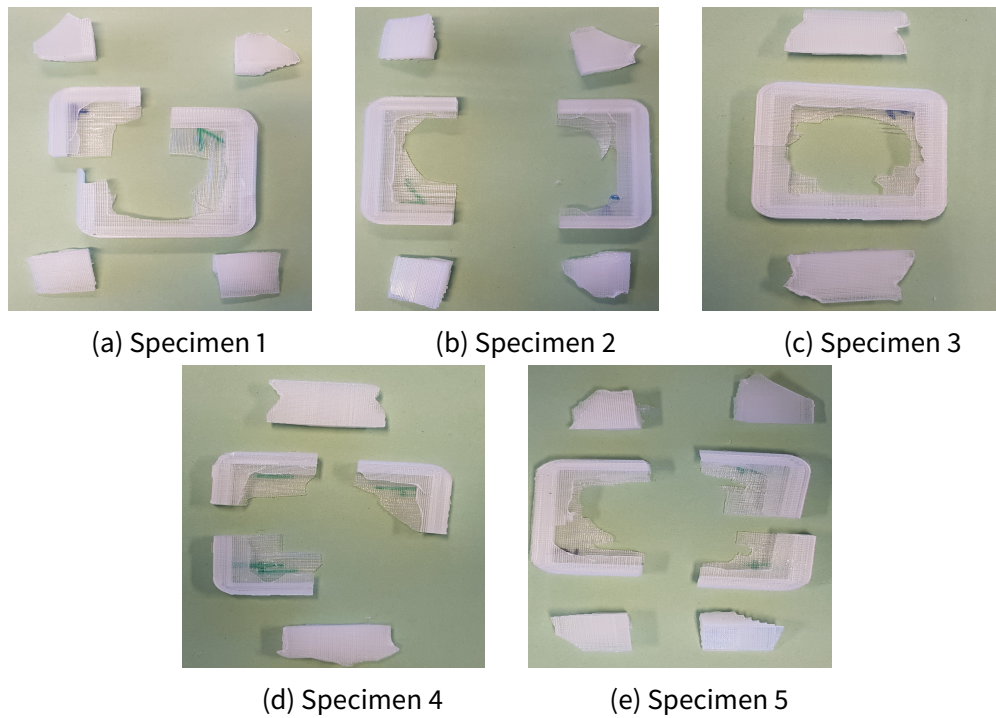 (a) Specimen 1
(b) Specimen 2
(c) Specimen 3
(d) Specimen 4
(e) Specimen 5